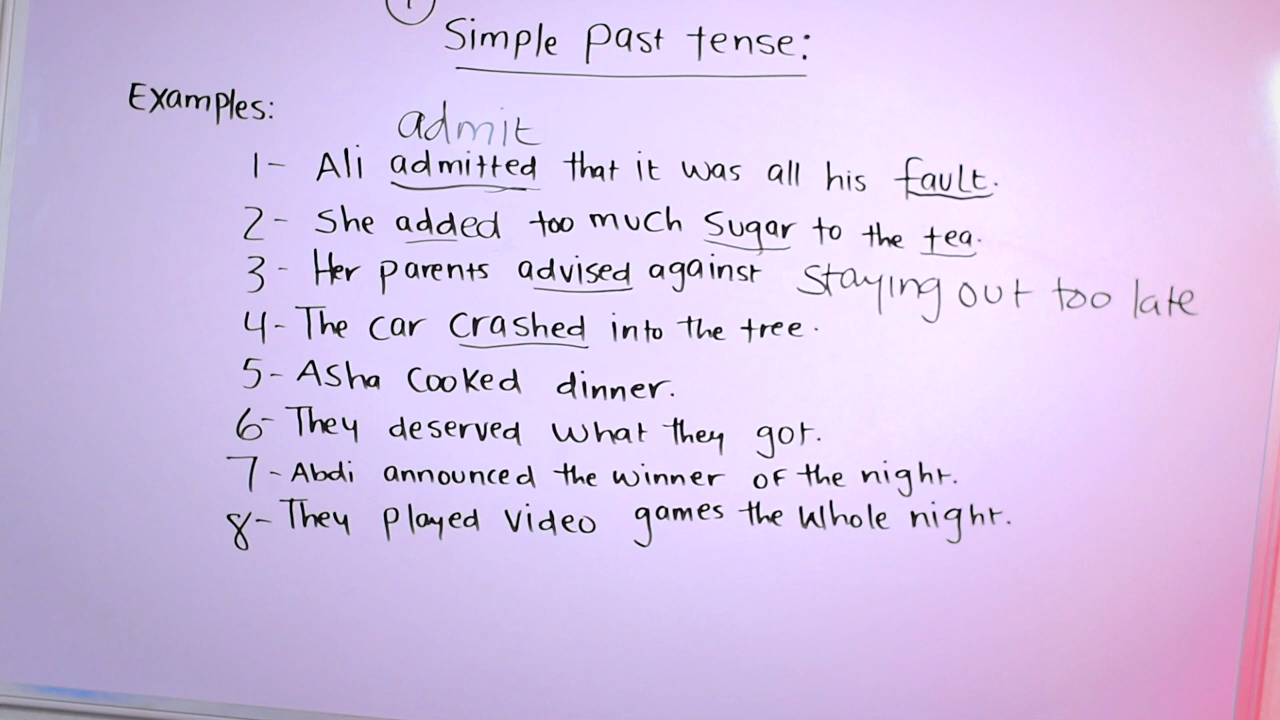 Simple past tense:
Examples:
admit
1- Ali admitted that it was all his fault.
2- She added too much sugar to the tea.
3- Her parents advised against staying out too late
4- The car crashed into the tree.
5- Asha cooked dinner.
6- They deserved what they got.
7- Abdi announced the winner of the night.
8- They played video games the whole night.